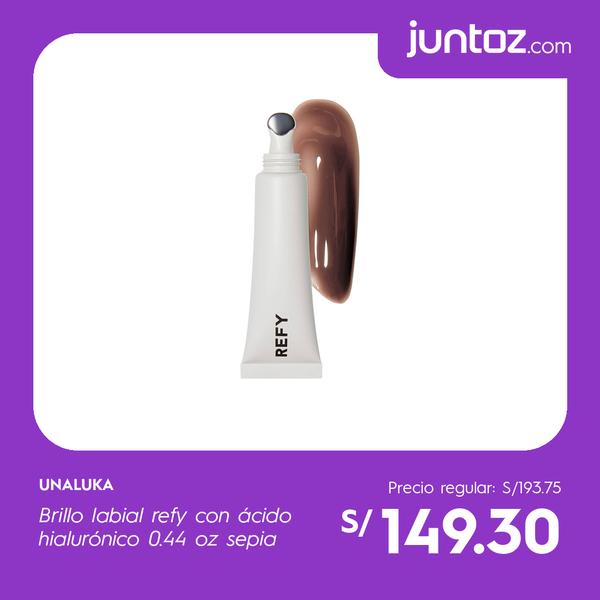 juntoz.com
REFY
UNALUKA
Brillo labial refy con ácido
hialurónico 0.44 oz sepia
Precio regular: S/193.75
S/149.30